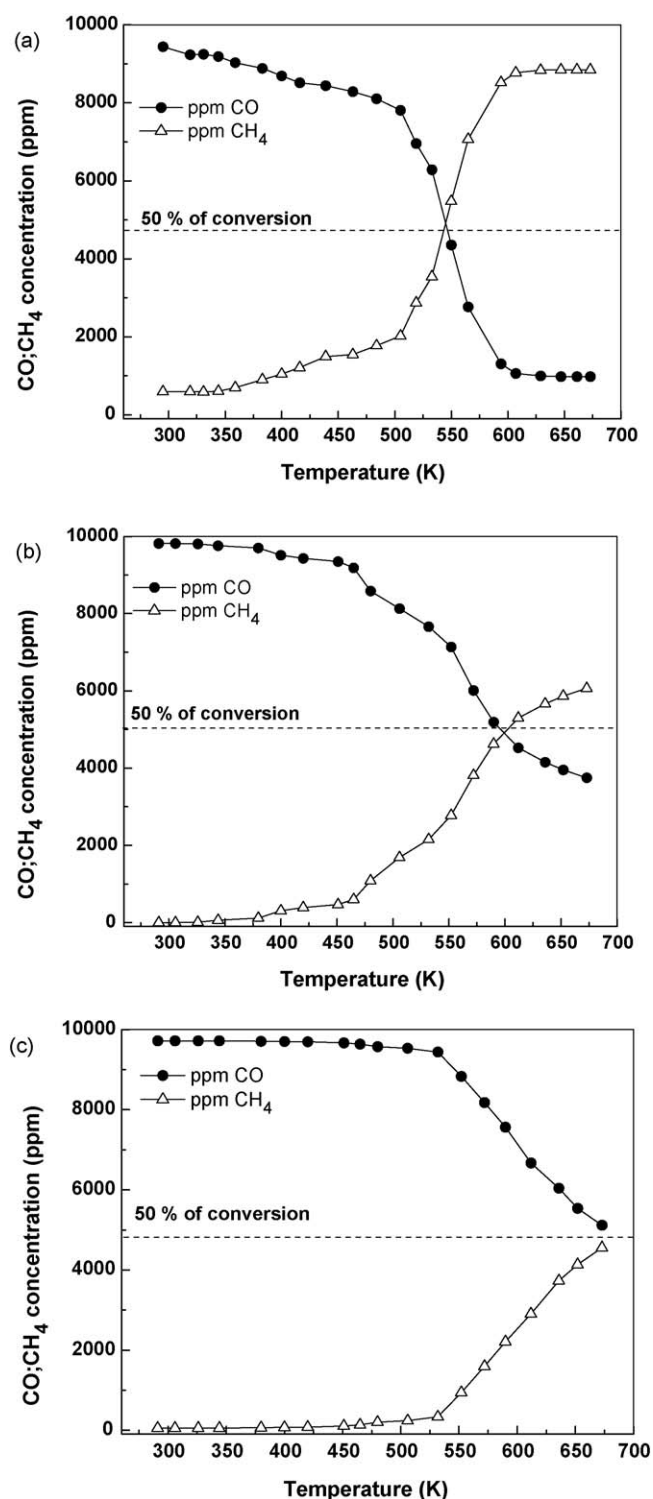 (a)
10000
8000
6000
4000
2000
0
ppm CO
ppm CH4
50 % of conversion
CO;CH4 concentration (ppm)
300 350 400 450 500 550 600 650 700
Temperature (K)
(b)
10000
8000
6000
4000
2000
0
ppm CO
ppm CH4
50 % of conversion
CO;CH4 concentration (ppm)
300 350 400 450 500 550 600 650 700
Temperature (K)
(c)
10000
8000
6000
4000
2000
0
ppm CO
ppm CH4
50 % of conversion
CO;CH4 concentration (ppm)
300 350 400 450 500 550 600 650 700
Temperature (K)